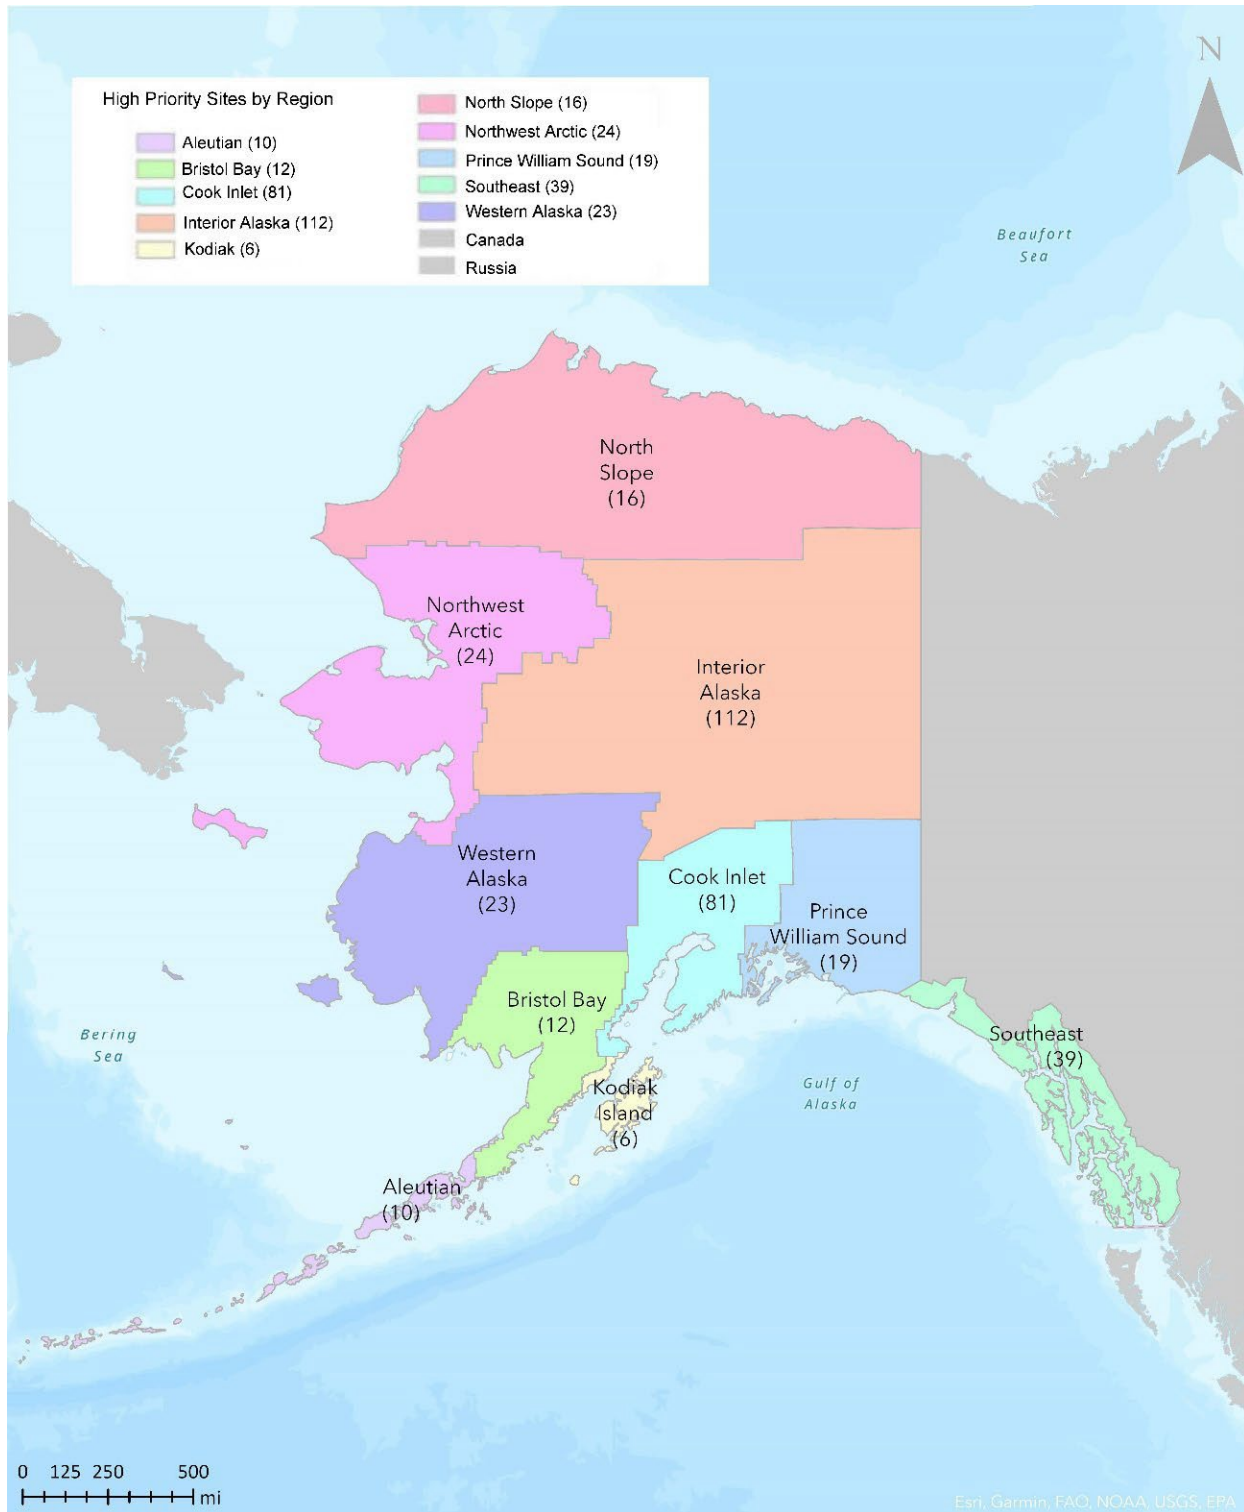 N
High Priority Sites by Region
Aleutian (10)
Bristol Bay (12)
Cook Inlet (81)
Interior Alaska (112)
Kodiak (6)
North Slope (16)
Northwest Arctic (24)
Prince William Sound (19)
Southeast (39)
Western Alaska (23)
Canada
Russia
Beaufort
Sea
North
Slope
(16)
Northwest
Arctic
(24)
Interior
Alaska
(112)
Western
Alaska
(23)
Cook Inlet
(81)
Prince
William Sound
(19)
Bristol Bay
(12)
Southeast
(39)
Bering
Sea
Gulf of
Alaska
Kodiak
Island
(6)
Aleutian
(10)
0 125 250 500
mi
Esri, Garmin, FAO, NOAA, USGS, EPA